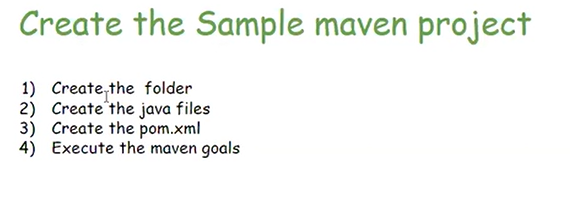 Create the Sample maven project
1) Create the folder
2) Create the java files
3) Create the pom.xml
4) Execute the maven goals